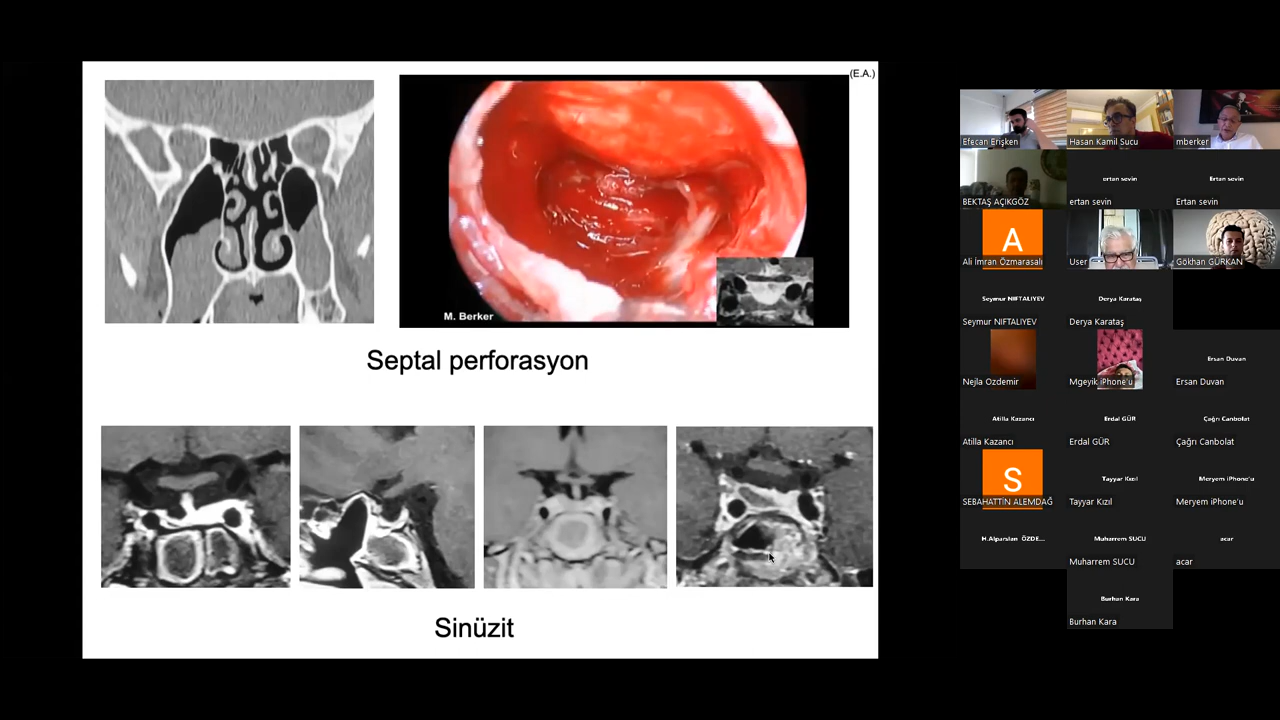 (E.A.)
M. Berker
Septal perforasyon
Sinüzit
Efecan Erişken
Hasan Kamil Sucu
mberker
BEKTAŞ AÇIKGÖZ
ertan sevin
ertan sevin
Ertan sevin
Ertan sevin
A
Ali İmran Özmarasalı
User
Gökhan GÜRKAN
Seymur NIFTALIYEV
Seymur NIFTALIYEV
Derya Karataş
Derya Karataş
Nejla Ozdemir
Mgeyik iPhone'u
Ersan Duvan
Ersan Duvan
Atilla Kazancı
Atilla Kazancı
Erdal GÜR
Erdal GÜR
Çağrı Canbolat
Çağrı Canbolat
S
SEBAHATTİN ALEMDAĞ
Tayyar Kızıl
Tayyar Kızıl
Meryem iPhone'u
Meryem iPhone'u
H.Alparslan ÖZDE...
Muharrem SUCU
Muharrem SUCU
acar
acar
Burhan Kara
Burhan Kara